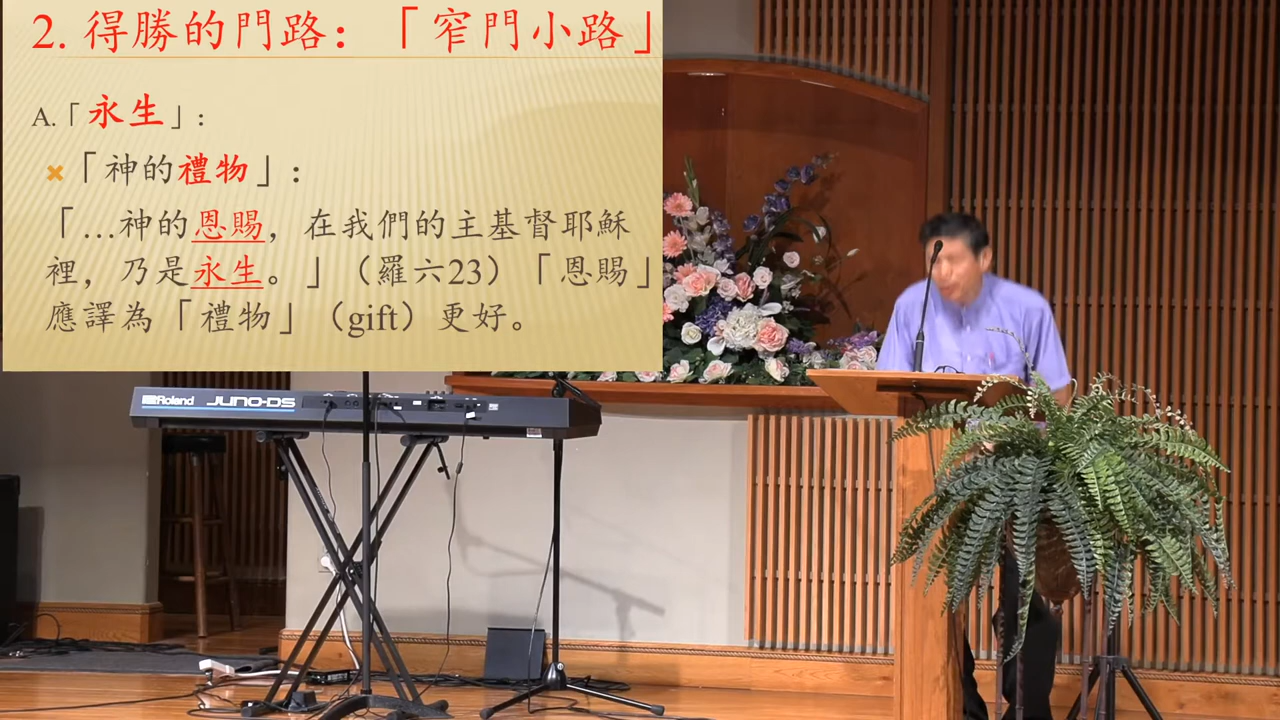 2. 得勝的門路：「窄門小路」
A.「永生」：
「神的禮物」：
「…神的恩賜，在我們的主基督耶穌
裡，乃是永生。」（羅六23）「恩賜」
應譯為「禮物」（gift）更好。
Roland JUNO-DS